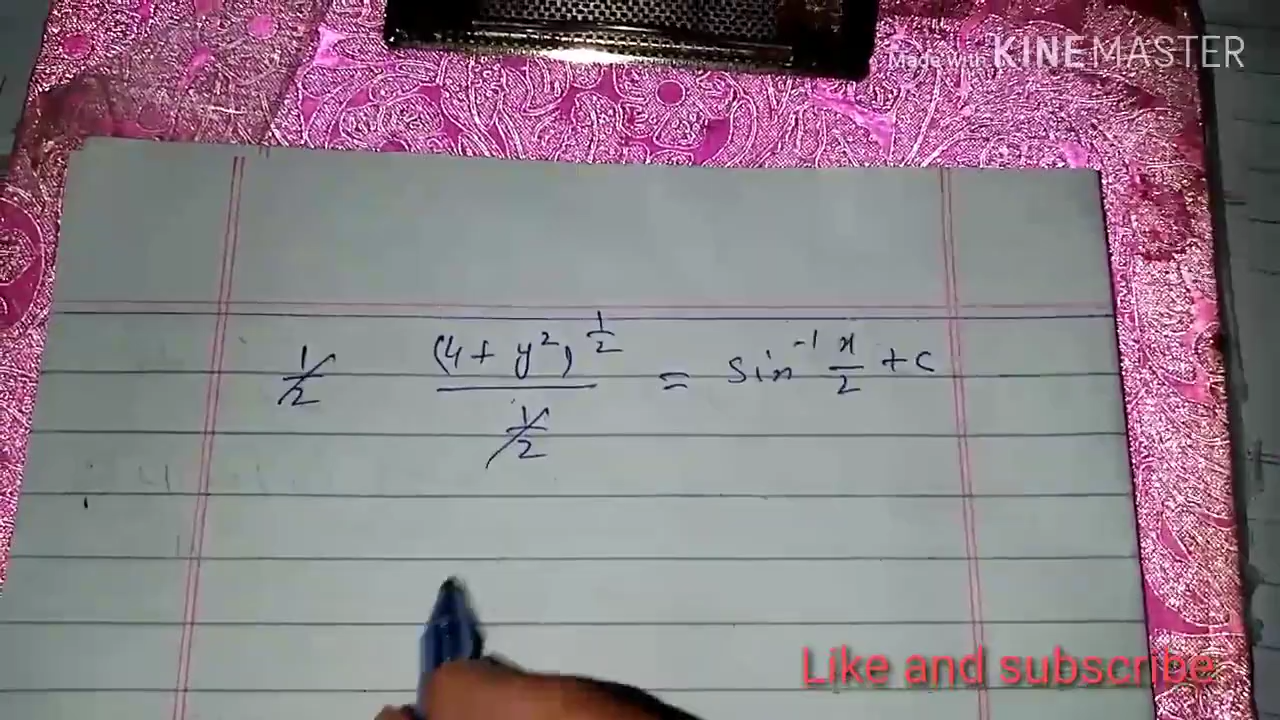 Made with KINEMASTER
1/2 (4 + y²)^1/2 / 1/2 = sin⁻¹ x/2 + c
Like and subscribe